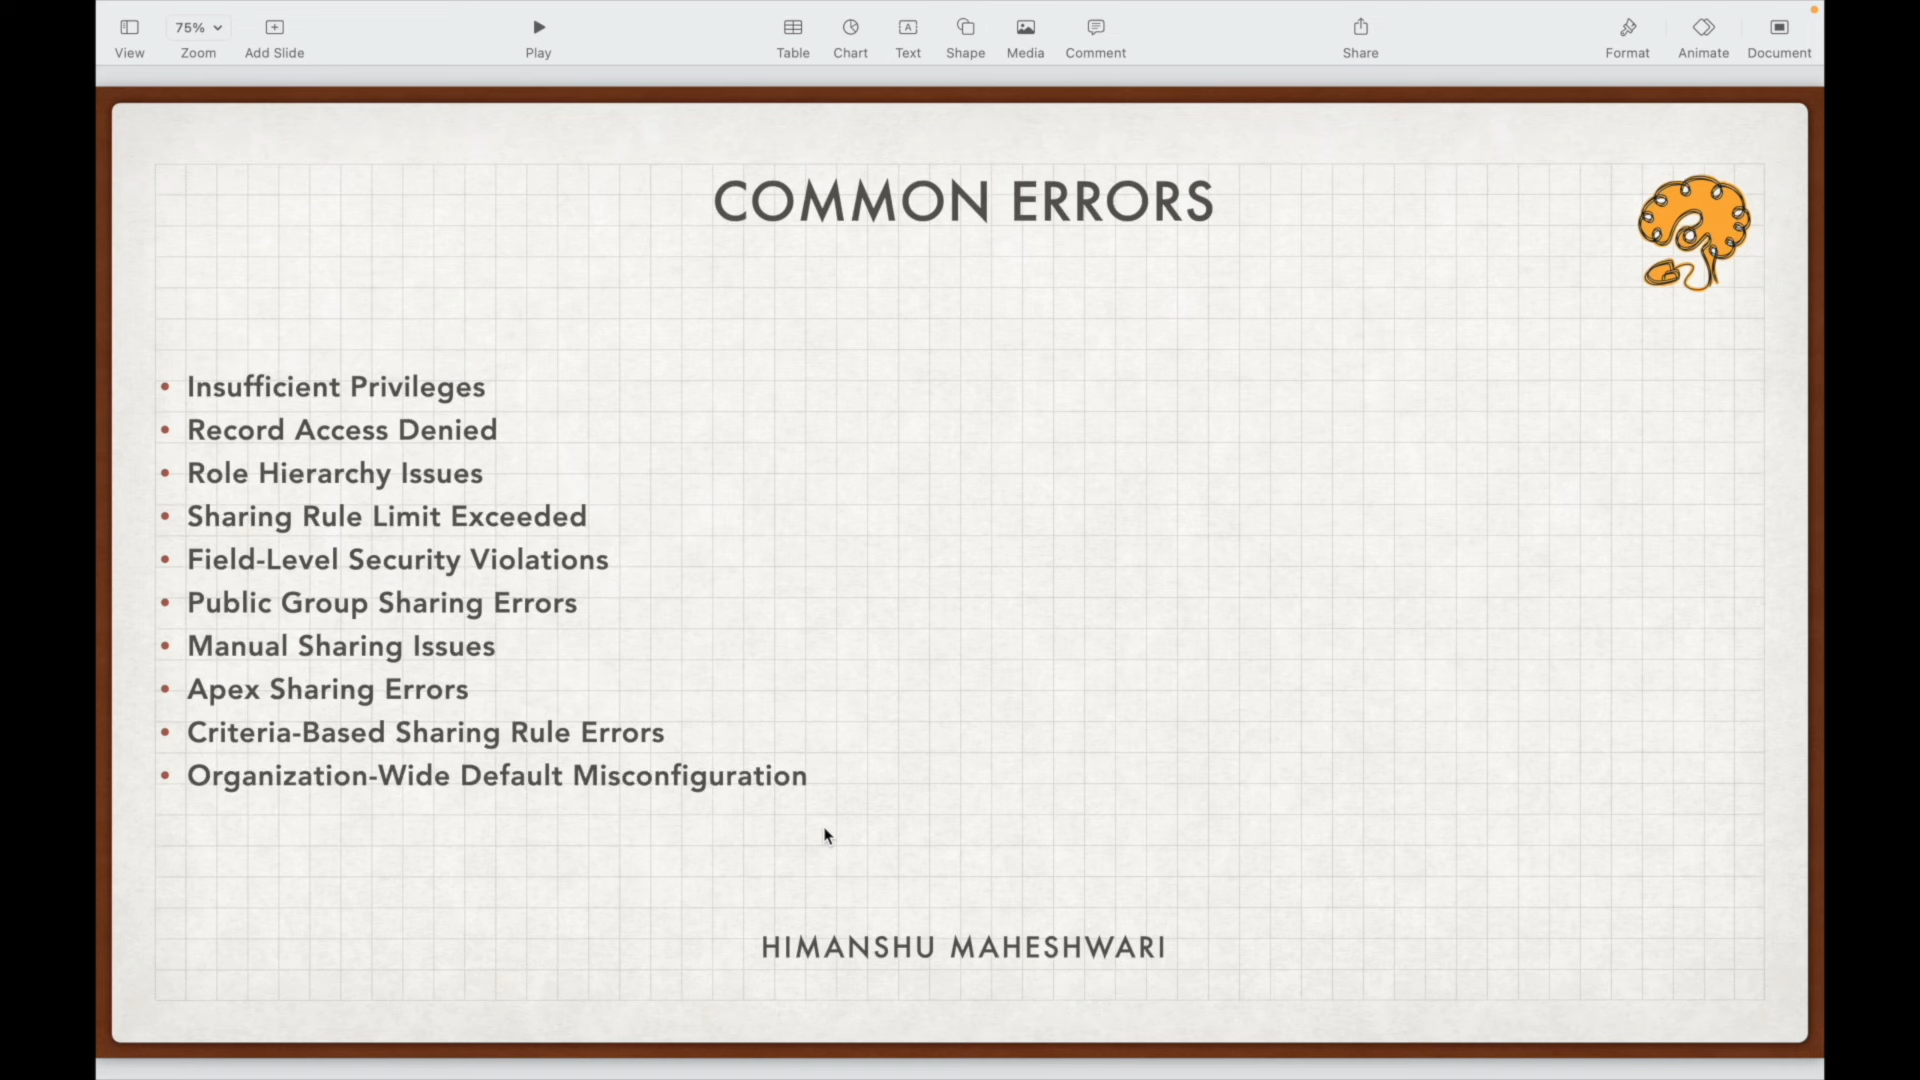 75%
View
Zoom
Add Slide
Play
Table
Chart
Text
Shape
Media
Comment
Share
Format
Animate
Document
COMMON ERRORS
• Insufficient Privileges
• Record Access Denied
• Role Hierarchy Issues
• Sharing Rule Limit Exceeded
• Field-Level Security Violations
• Public Group Sharing Errors
• Manual Sharing Issues
• Apex Sharing Errors
• Criteria-Based Sharing Rule Errors
• Organization-Wide Default Misconfiguration
HIMANSHU MAHESHWARI